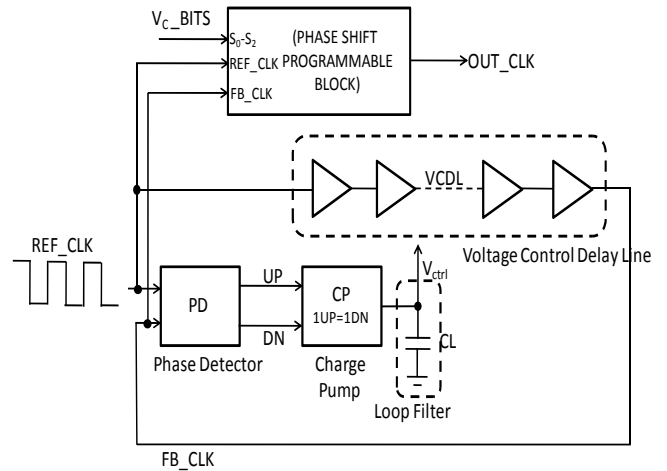 V_C_BITS
S0-S2
REF_CLK
FB_CLK
(PHASE SHIFT
PROGRAMMABLE
BLOCK)
OUT_CLK
VCDL
Voltage Control Delay Line
REF_CLK
PD
UP
DN
CP
1UP=1DN
Vctrl
CL
Phase Detector
Charge
Pump
Loop Filter
FB_CLK